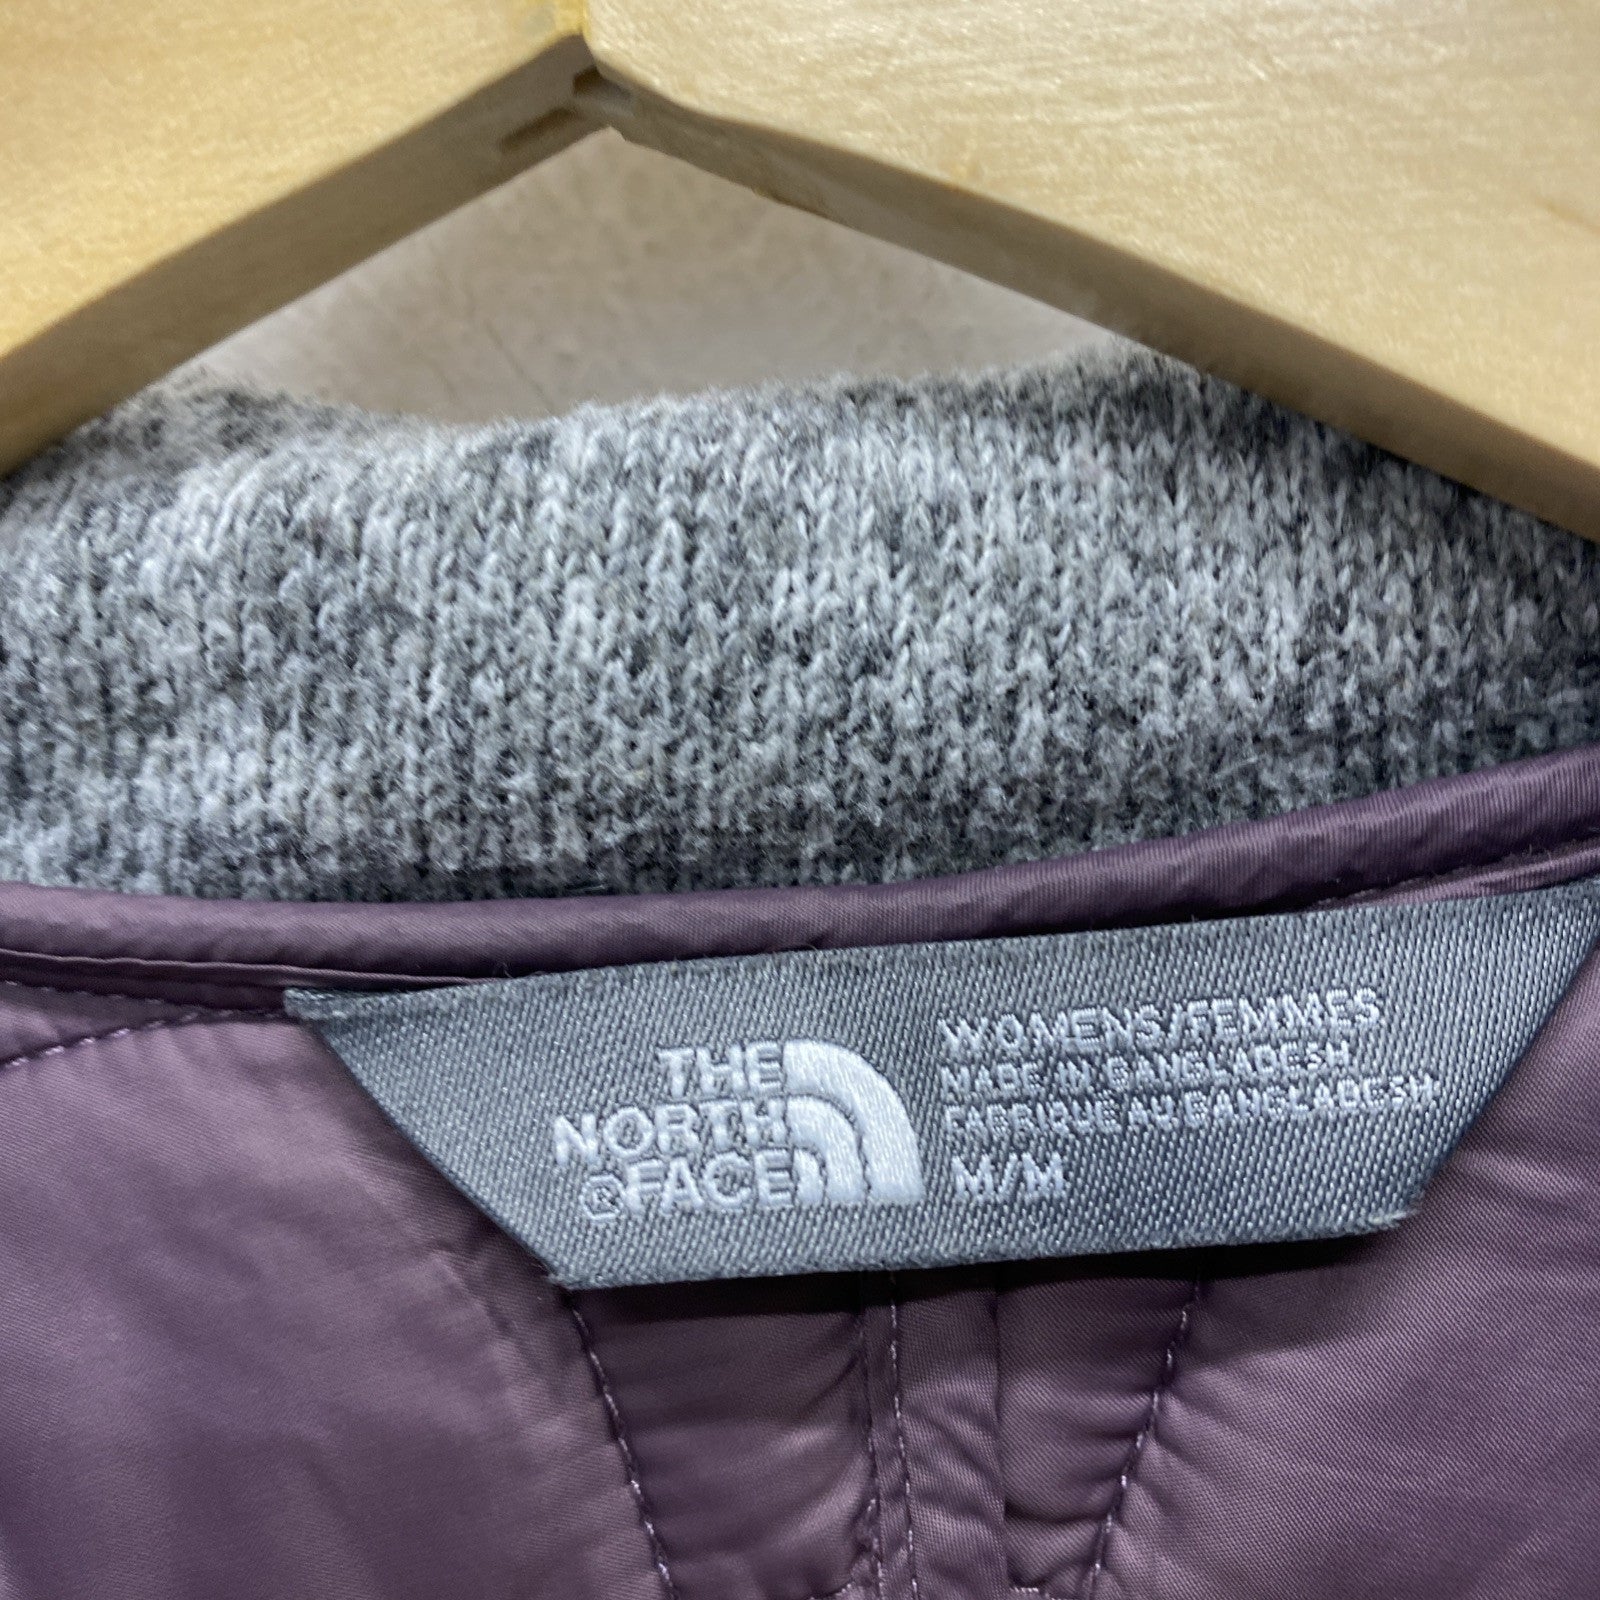 THE
NORTH
®FACE
WOMENS/FEMMES
MADE IN BANGLADESH
FABRIQUE AU BANGLADESH
M/M